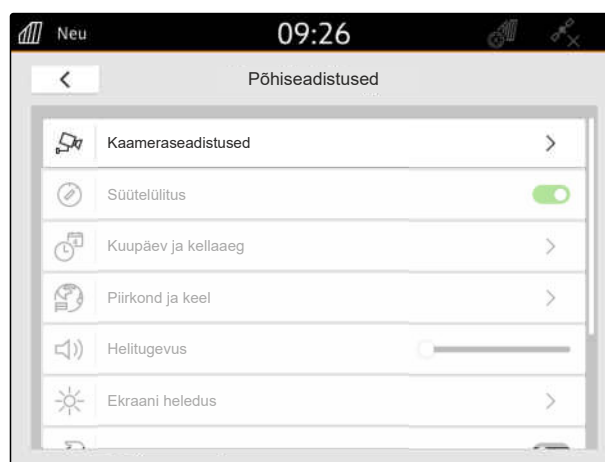 Neu 09:26
Põhiseadistused
Kaameraseadistused
Süütelülitus
Kuupäev ja kellaaeg
Piirkond ja keel
Helitugevus
Ekraani heledus